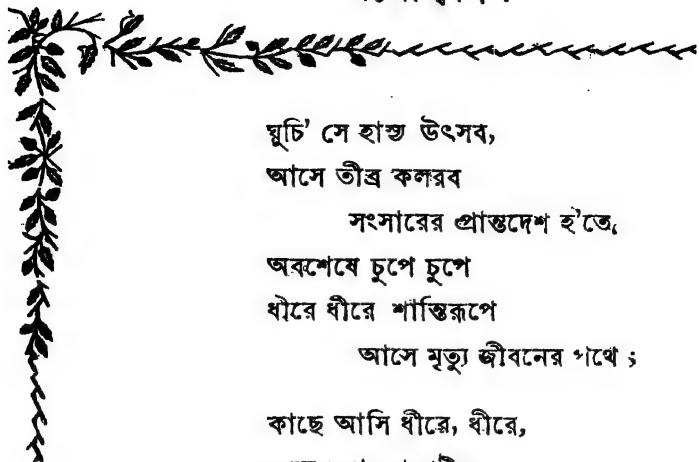 ঘুচি' সে হাস্য উৎসব,
আসে তীব্র কলরব
সংসারের প্রান্তদেশ হ'তে,
অবশেষে চুপে চুপে
ধীরে ধীরে শান্তিরূপে
আসে মৃত্যু জীবনের পথে ;
কাছে আসি ধীরে, ধীরে,